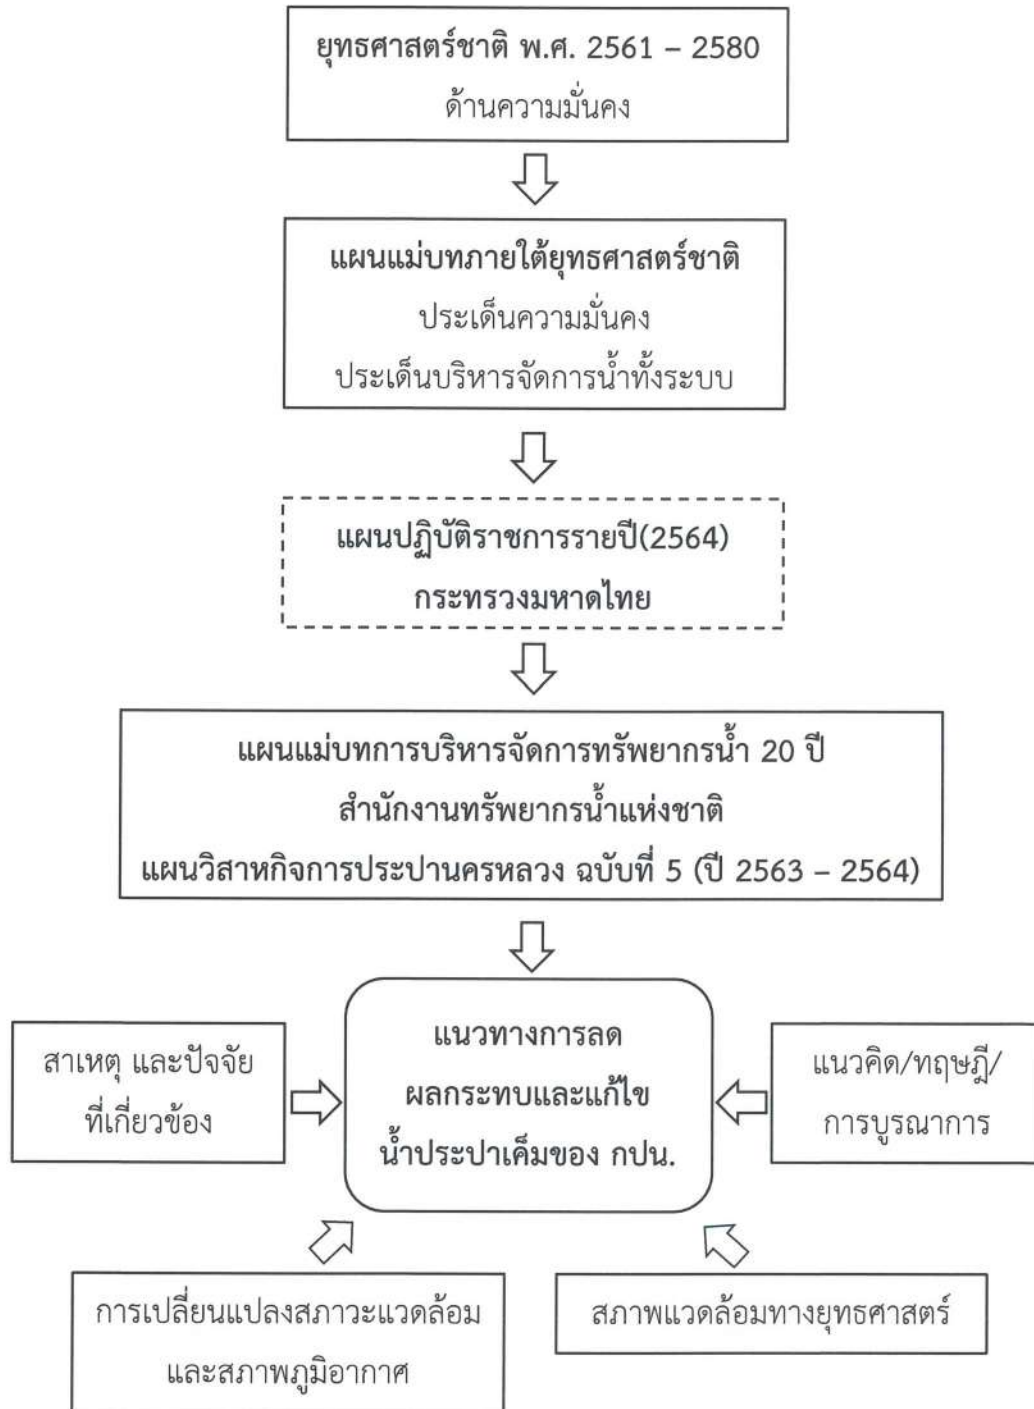 ยุทธศาสตร์ชาติ พ.ศ. 2561 – 2580
ด้านความมั่นคง
แผนแม่บทภายใต้ยุทธศาสตร์ชาติ
ประเด็นความมั่นคง
ประเด็นบริหารจัดการน้ำทั้งระบบ
แผนปฏิบัติราชการรายปี(2564)
กระทรวงมหาดไทย
แผนแม่บทการบริหารจัดการทรัพยากรน้ำ 20 ปี
สำนักงานทรัพยากรน้ำแห่งชาติ
แผนวิสาหกิจการประปานครหลวง ฉบับที่ 5 (ปี 2563 – 2564)
แนวทางการลด
ผลกระทบและแก้ไข
น้ำประปาเค็มของ กปน.
สาเหตุ และปัจจัย
ที่เกี่ยวข้อง
แนวคิด/ทฤษฎี/
การบูรณาการ
การเปลี่ยนแปลงสภาวะแวดล้อม
และสภาพภูมิอากาศ
สภาพแวดล้อมทางยุทธศาสตร์